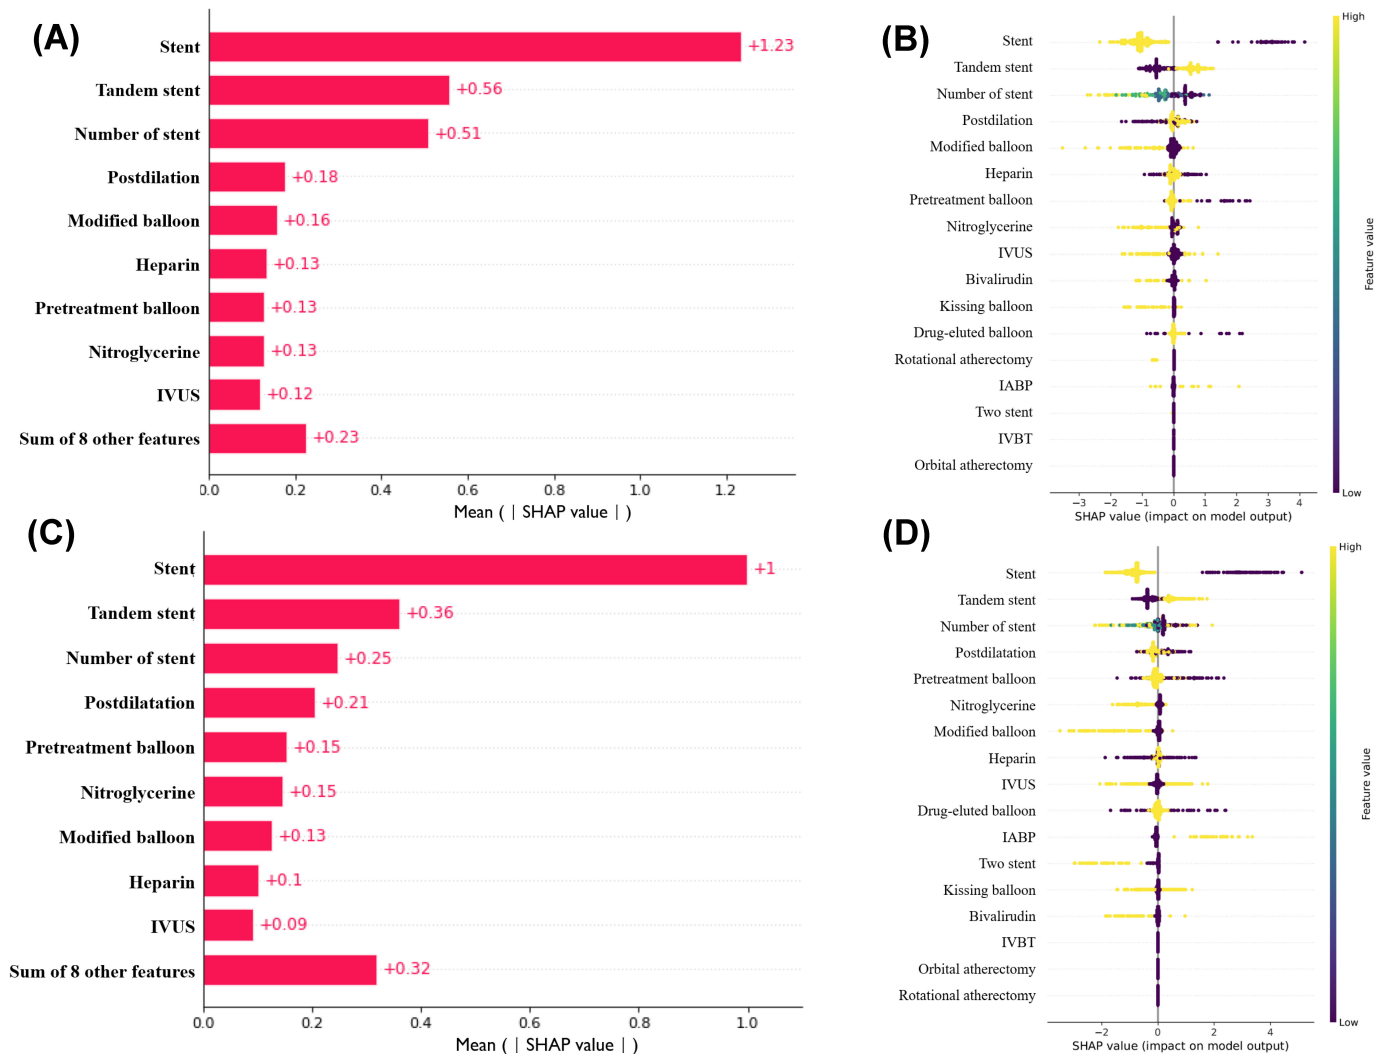 (A)
Stent
+1.23
Tandem stent
+0.56
Number of stent
+0.51
Postdilation
+0.18
Modified balloon
+0.16
Heparin
+0.13
Pretreatment balloon
+0.13
Nitroglycerine
+0.13
IVUS
+0.12
Sum of 8 other features
+0.23
0.0 0.2 0.4 0.6 0.8 1.0 1.2
Mean ( | SHAP value | )
(B)
High
Stent
Tandem stent
Number of stent
Postdilation
Modified balloon
Heparin
Pretreatment balloon
Nitroglycerine
IVUS
Bivalirudin
Kissing balloon
Drug-eluted balloon
Rotational atherectomy
IABP
Two stent
IVBT
Orbital atherectomy
Feature value
Low
−3 −2 −1 0 1 2 3 4
SHAP value (impact on model output)
(C)
Stent
+1
Tandem stent
+0.36
Number of stent
+0.25
Postdilatation
+0.21
Pretreatment balloon
+0.15
Nitroglycerine
+0.15
Modified balloon
+0.13
Heparin
+0.1
IVUS
+0.09
Sum of 8 other features
+0.32
0.0 0.2 0.4 0.6 0.8 1.0
Mean ( | SHAP value | )
(D)
High
Stent
Tandem stent
Number of stent
Postdilatation
Pretreatment balloon
Nitroglycerine
Modified balloon
Heparin
IVUS
Drug-eluted balloon
IABP
Two stent
Kissing balloon
Bivalirudin
IVBT
Orbital atherectomy
Rotational atherectomy
Feature value
Low
−2 0 2 4
SHAP value (impact on model output)